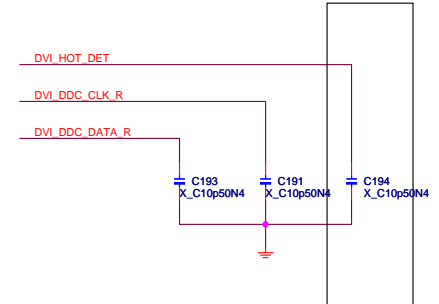 DVI_HOT_DET
DVI_DDC_CLK_R
DVI_DDC_DATA_R
C193
X_C10p50N4
C191
X_C10p50N4
C194
X_C10p50N4